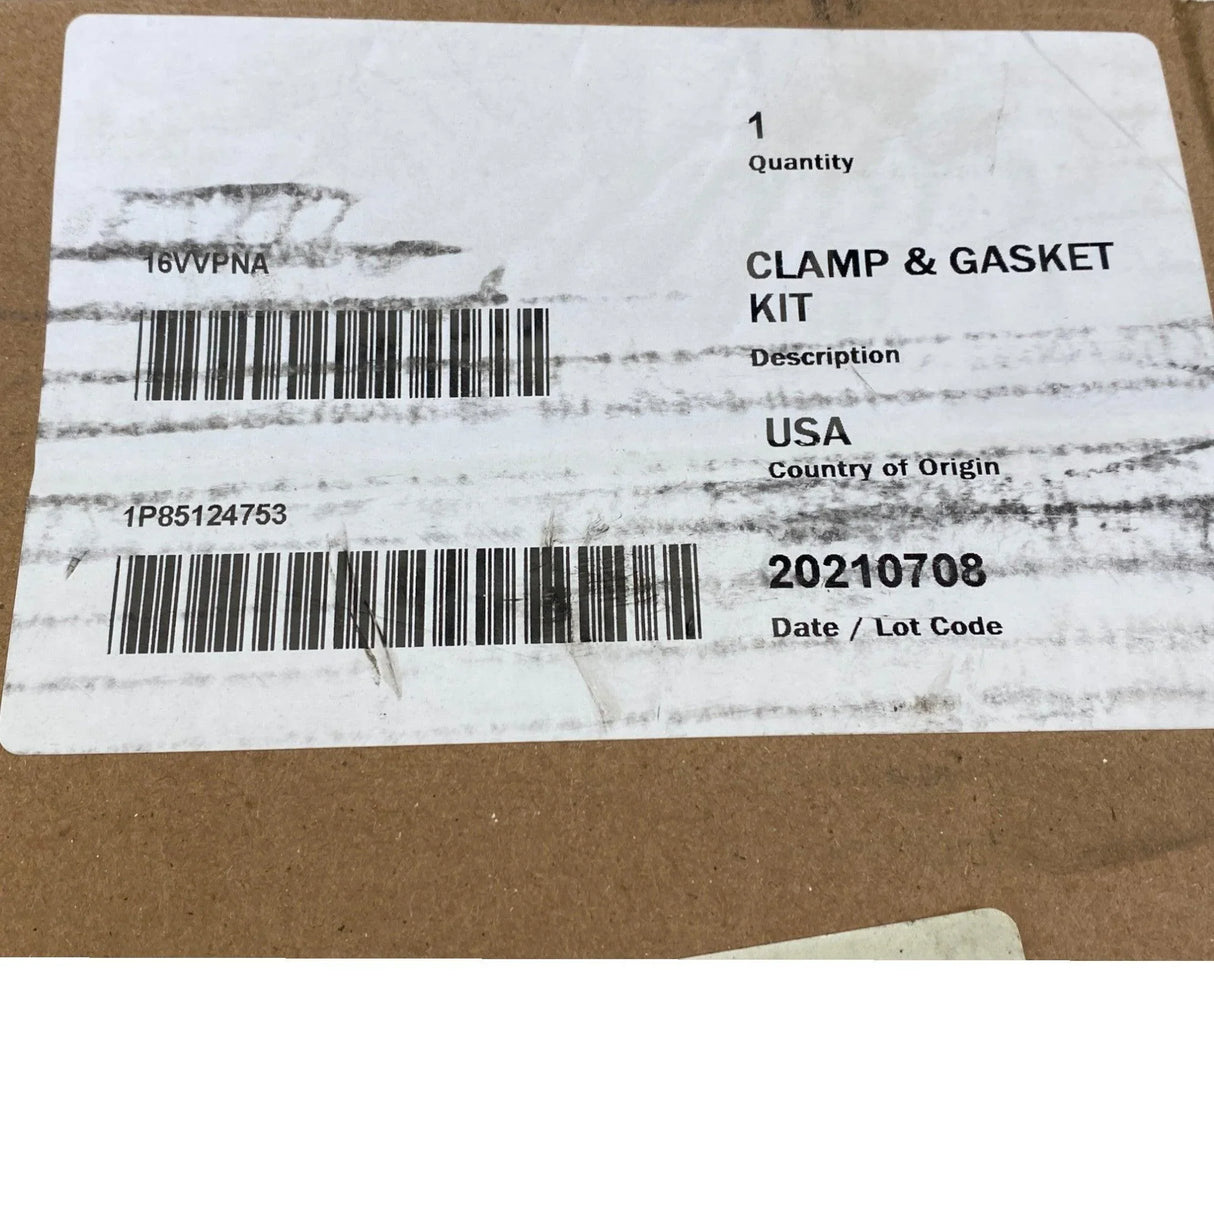 1
Quantity
16VVPNA
CLAMP & GASKET
KIT
Description
USA
Country of Origin
1P85124753
20210708
Date / Lot Code